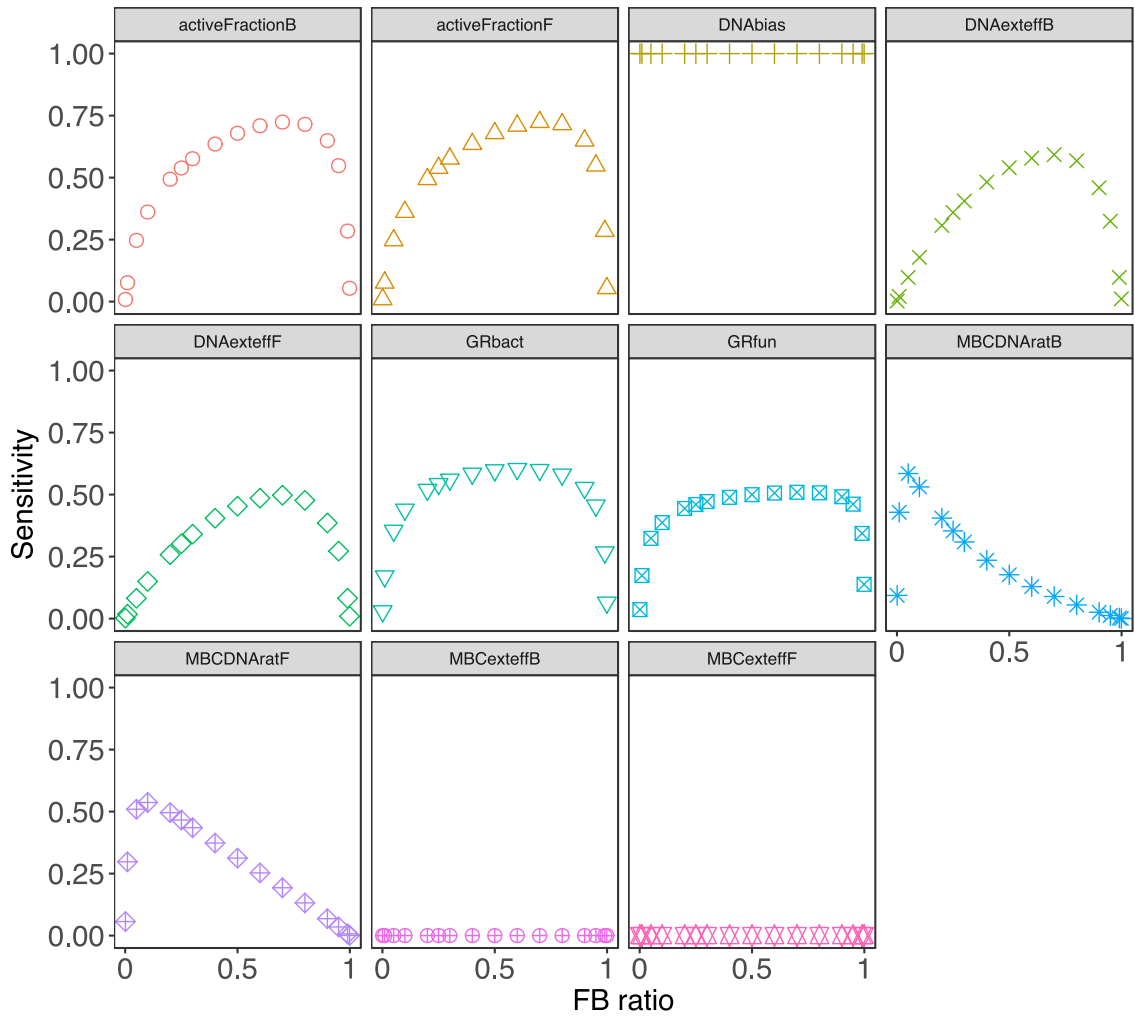 activeFractionB activeFractionF DNAbias DNAexteffB
1.00
0.75
0.50
0.25
0.00
DNAexteffF GRbact GRfun MBCDNAratB
1.00
0.75
0.50
0.25
0.00
0 0.5 1
MBCDNAratF MBCexteffB MBCexteffF
1.00
0.75
0.50
0.25
0.00
0 0.5 1 0 0.5 1 0 0.5 1
Sensitivity
FB ratio